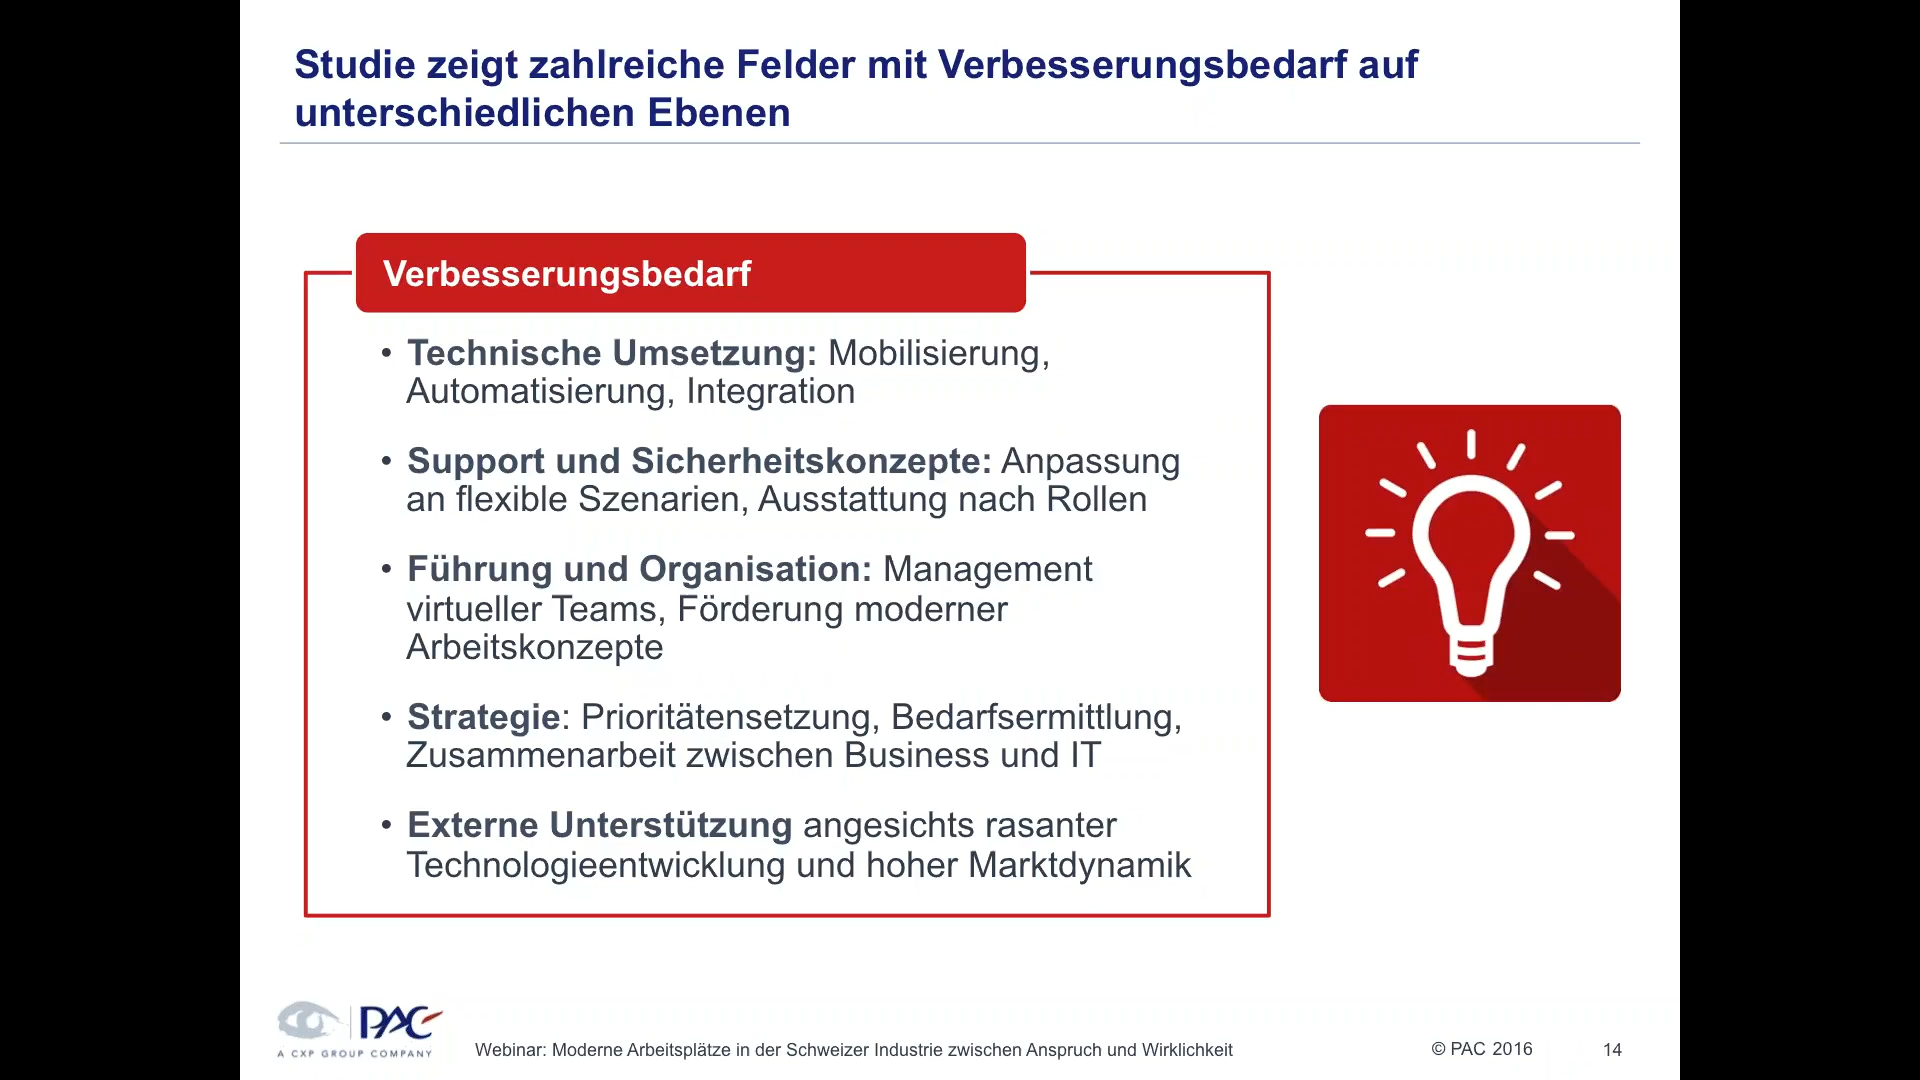 Studie zeigt zahlreiche Felder mit Verbesserungsbedarf auf
unterschiedlichen Ebenen
Verbesserungsbedarf
• Technische Umsetzung: Mobilisierung,
Automatisierung, Integration
• Support und Sicherheitskonzepte: Anpassung
an flexible Szenarien, Ausstattung nach Rollen
• Führung und Organisation: Management
virtueller Teams, Förderung moderner
Arbeitskonzepte
• Strategie: Prioritätensetzung, Bedarfsermittlung,
Zusammenarbeit zwischen Business und IT
• Externe Unterstützung angesichts rasanter
Technologieentwicklung und hoher Marktdynamik
PAC
A CXP GROUP COMPANY
Webinar: Moderne Arbeitsplätze in der Schweizer Industrie zwischen Anspruch und Wirklichkeit
© PAC 2016
14